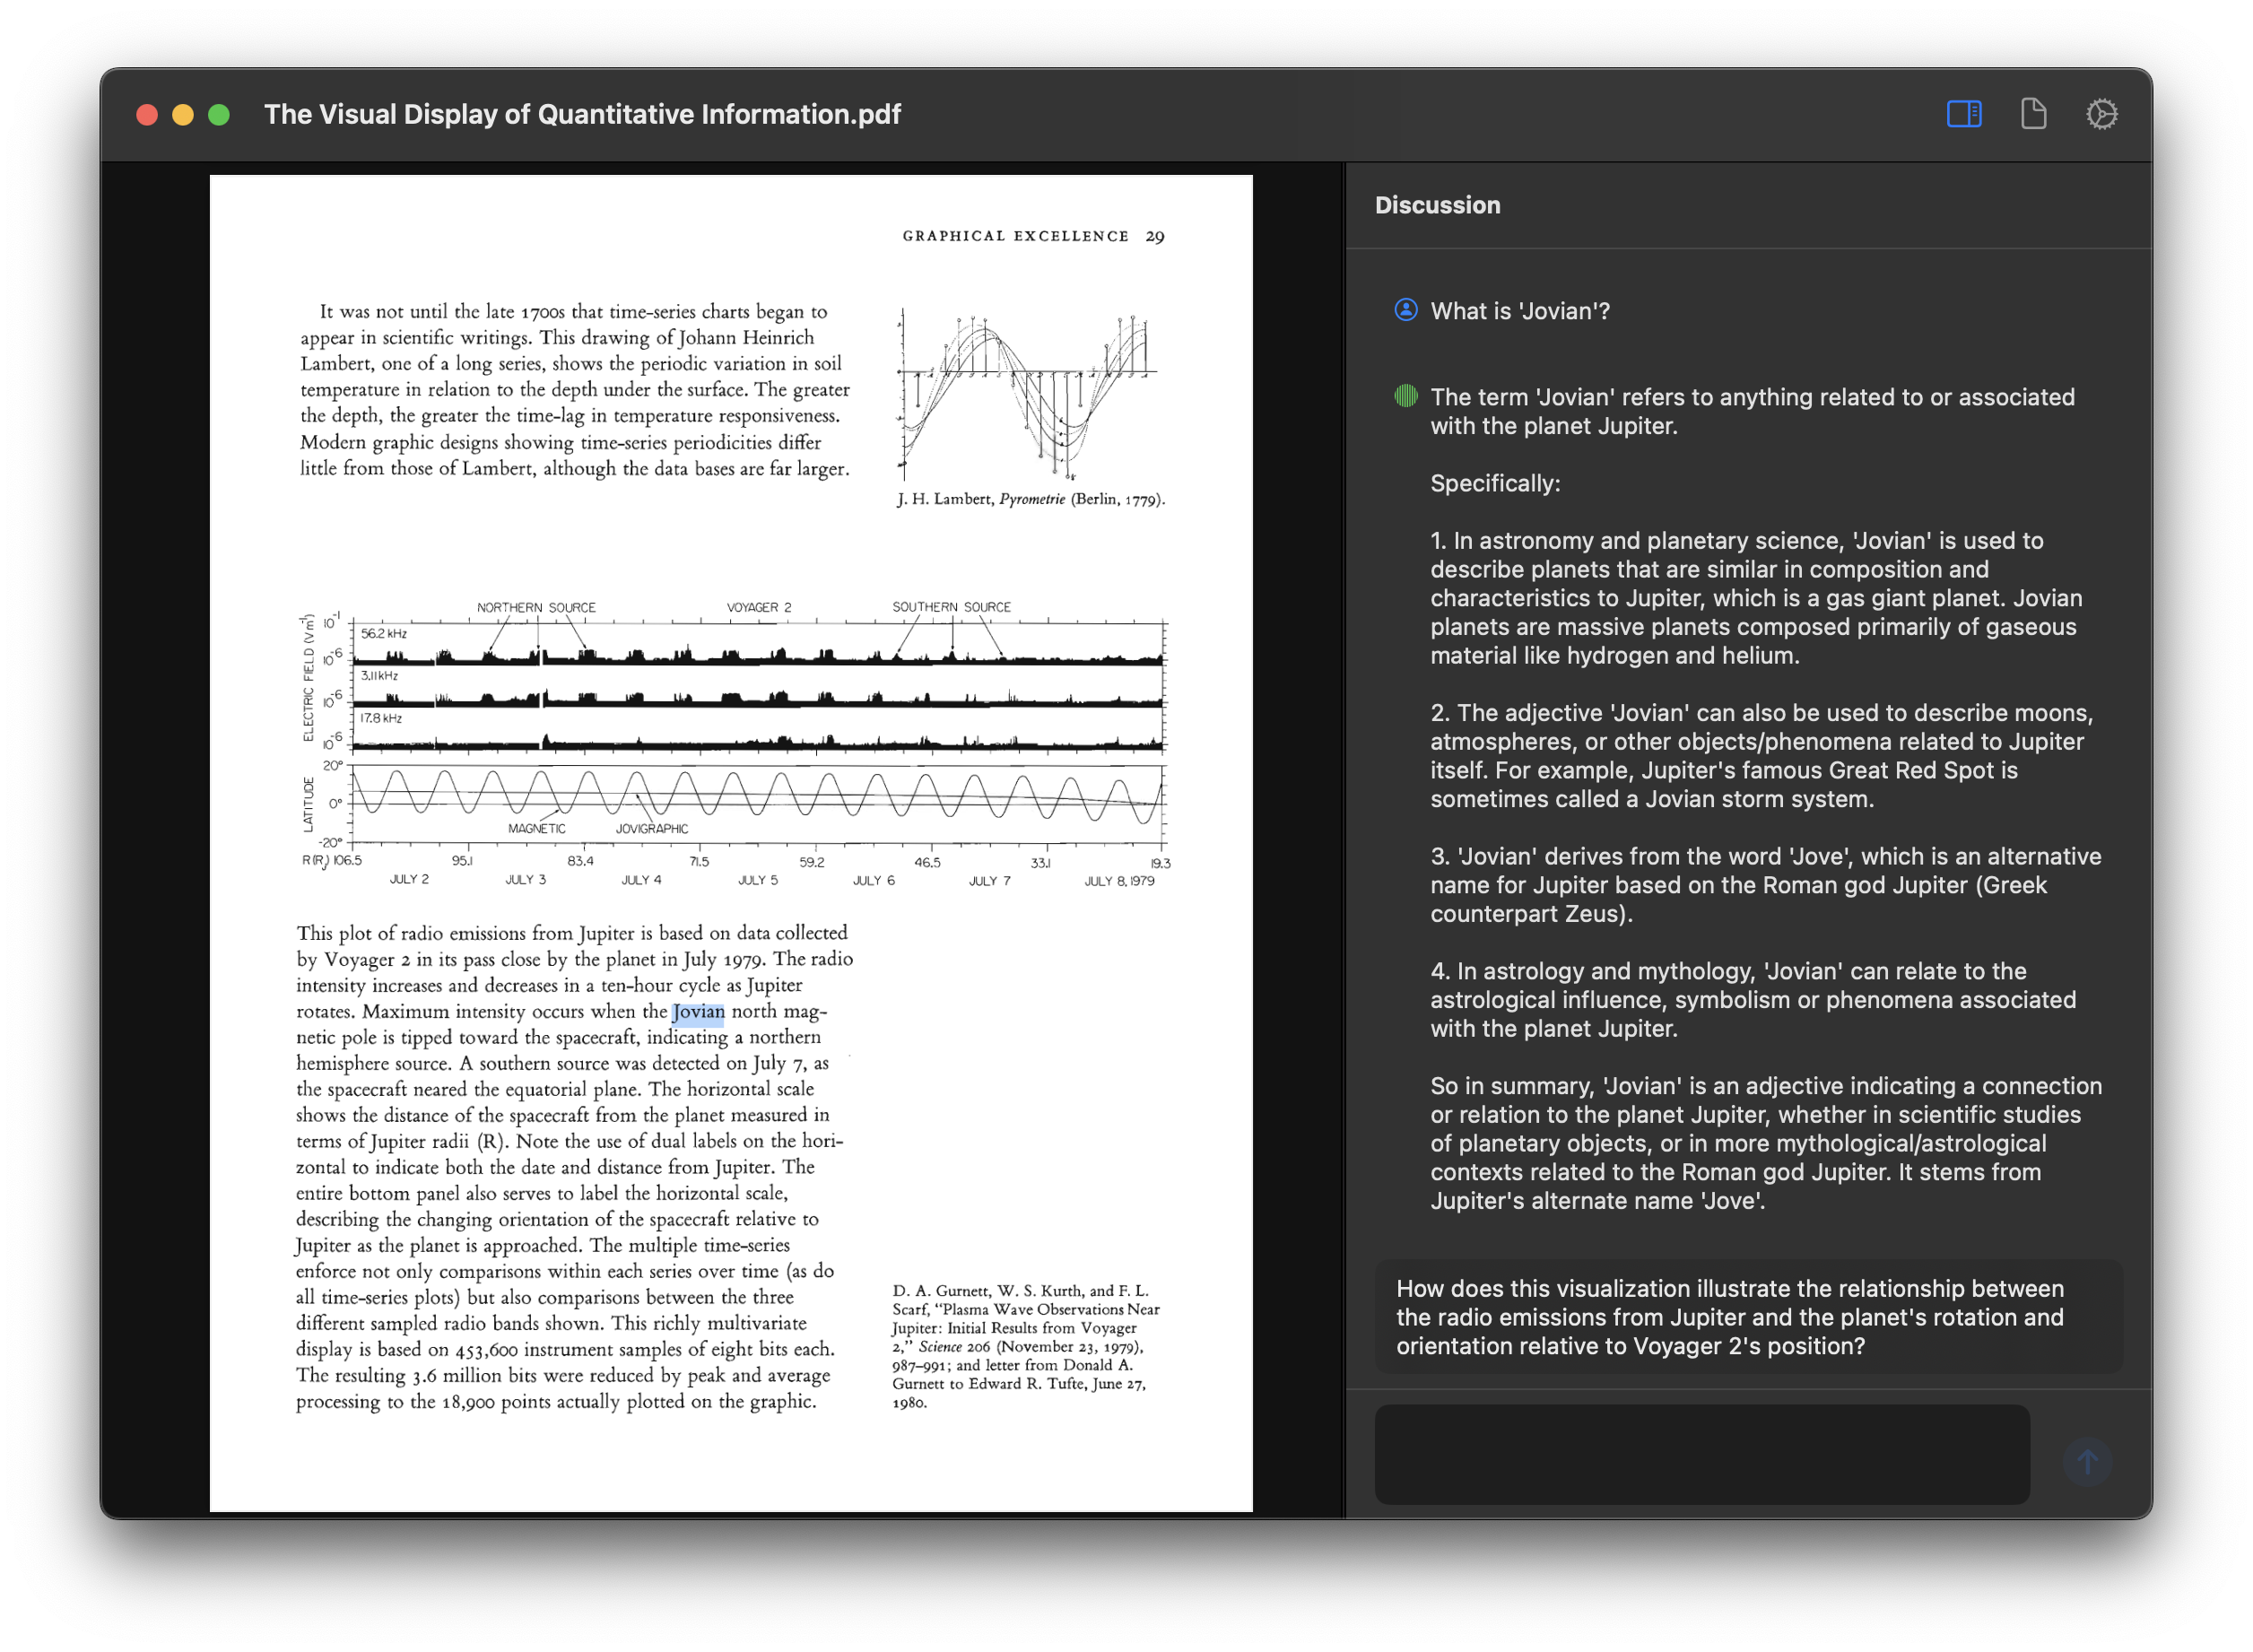 The Visual Display of Quantitative Information.pdf
GRAPHICAL EXCELLENCE 29
It was not until the late 1700s that time-series charts began to
appear in scientific writings. This drawing of Johann Heinrich
Lambert, one of a long series, shows the periodic variation in soil
temperature in relation to the depth under the surface. The greater
the depth, the greater the time-lag in temperature responsiveness.
Modern graphic designs showing time-series periodicities differ
little from those of Lambert, although the data bases are far larger.
J. H. Lambert, Pyrometrie (Berlin, 1779).
NORTHERN SOURCE VOYAGER 2 SOUTHERN SOURCE
ELECTRIC FIELD (Vm⁻¹)
10⁻¹
56.2 kHz
10⁻⁶
3.11 kHz
10⁻⁶
17.8 kHz
10⁻⁶
LATITUDE
20°
0°
-20°
MAGNETIC JOVIGRAPHIC
R(RJ) 106.5 95.1 83.4 71.5 59.2 46.5 33.1 19.3
JULY 2 JULY 3 JULY 4 JULY 5 JULY 6 JULY 7 JULY 8, 1979
This plot of radio emissions from Jupiter is based on data collected
by Voyager 2 in its pass close by the planet in July 1979. The radio
intensity increases and decreases in a ten-hour cycle as Jupiter
rotates. Maximum intensity occurs when the Jovian north mag-
netic pole is tipped toward the spacecraft, indicating a northern
hemisphere source. A southern source was detected on July 7, as
the spacecraft neared the equatorial plane. The horizontal scale
shows the distance of the spacecraft from the planet measured in
terms of Jupiter radii (R). Note the use of dual labels on the hori-
zontal to indicate both the date and distance from Jupiter. The
entire bottom panel also serves to label the horizontal scale,
describing the changing orientation of the spacecraft relative to
Jupiter as the planet is approached. The multiple time-series
enforce not only comparisons within each series over time (as do
all time-series plots) but also comparisons between the three
different sampled radio bands shown. This richly multivariate
display is based on 453,600 instrument samples of eight bits each.
The resulting 3.6 million bits were reduced by peak and average
processing to the 18,900 points actually plotted on the graphic.
D. A. Gurnett, W. S. Kurth, and F. L.
Scarf, "Plasma Wave Observations Near
Jupiter: Initial Results from Voyager
2," Science 206 (November 23, 1979),
987-991; and letter from Donald A.
Gurnett to Edward R. Tufte, June 27,
1980.
Discussion
What is 'Jovian'?
The term 'Jovian' refers to anything related to or associated
with the planet Jupiter.
Specifically:
1. In astronomy and planetary science, 'Jovian' is used to
describe planets that are similar in composition and
characteristics to Jupiter, which is a gas giant planet. Jovian
planets are massive planets composed primarily of gaseous
material like hydrogen and helium.
2. The adjective 'Jovian' can also be used to describe moons,
atmospheres, or other objects/phenomena related to Jupiter
itself. For example, Jupiter's famous Great Red Spot is
sometimes called a Jovian storm system.
3. 'Jovian' derives from the word 'Jove', which is an alternative
name for Jupiter based on the Roman god Jupiter (Greek
counterpart Zeus).
4. In astrology and mythology, 'Jovian' can relate to the
astrological influence, symbolism or phenomena associated
with the planet Jupiter.
So in summary, 'Jovian' is an adjective indicating a connection
or relation to the planet Jupiter, whether in scientific studies
of planetary objects, or in more mythological/astrological
contexts related to the Roman god Jupiter. It stems from
Jupiter's alternate name 'Jove'.
How does this visualization illustrate the relationship between
the radio emissions from Jupiter and the planet's rotation and
orientation relative to Voyager 2's position?